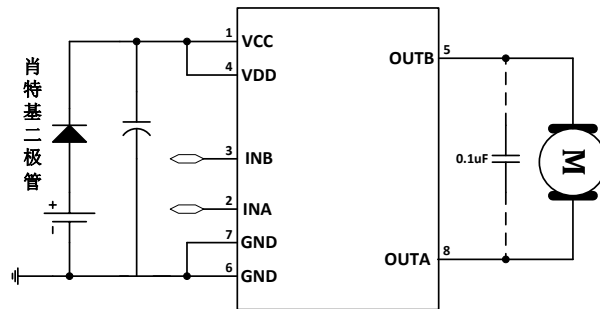 肖特基二极管
+
-
1 VCC
4 VDD
3 INB
2 INA
7 GND
6 GND
OUTB 5
OUTA 8
0.1uF
M